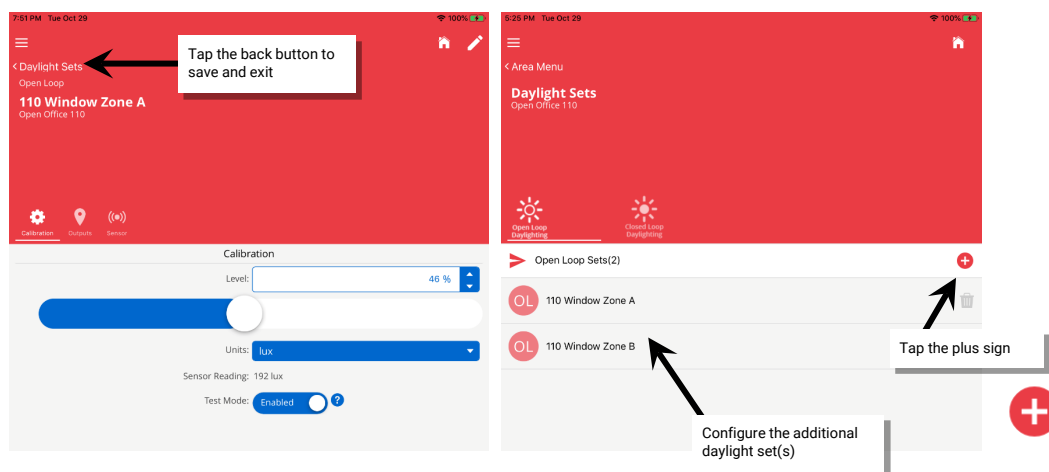 7:51 PM Tue Oct 29
100%
Tap the back button to
save and exit
< Daylight Sets
Open Loop
110 Window Zone A
Open Office 110
Calibration
Outputs
Sensor
Calibration
Level:
46 %
Units:
lux
Sensor Reading: 192 lux
Test Mode:
Enabled
?
5:25 PM Tue Oct 29
100%
< Area Menu
Daylight Sets
Open Office 110
Open Loop
Daylighting
Closed Loop
Daylighting
Open Loop Sets(2)
OL 110 Window Zone A
OL 110 Window Zone B
Tap the plus sign
Configure the additional
daylight set(s)